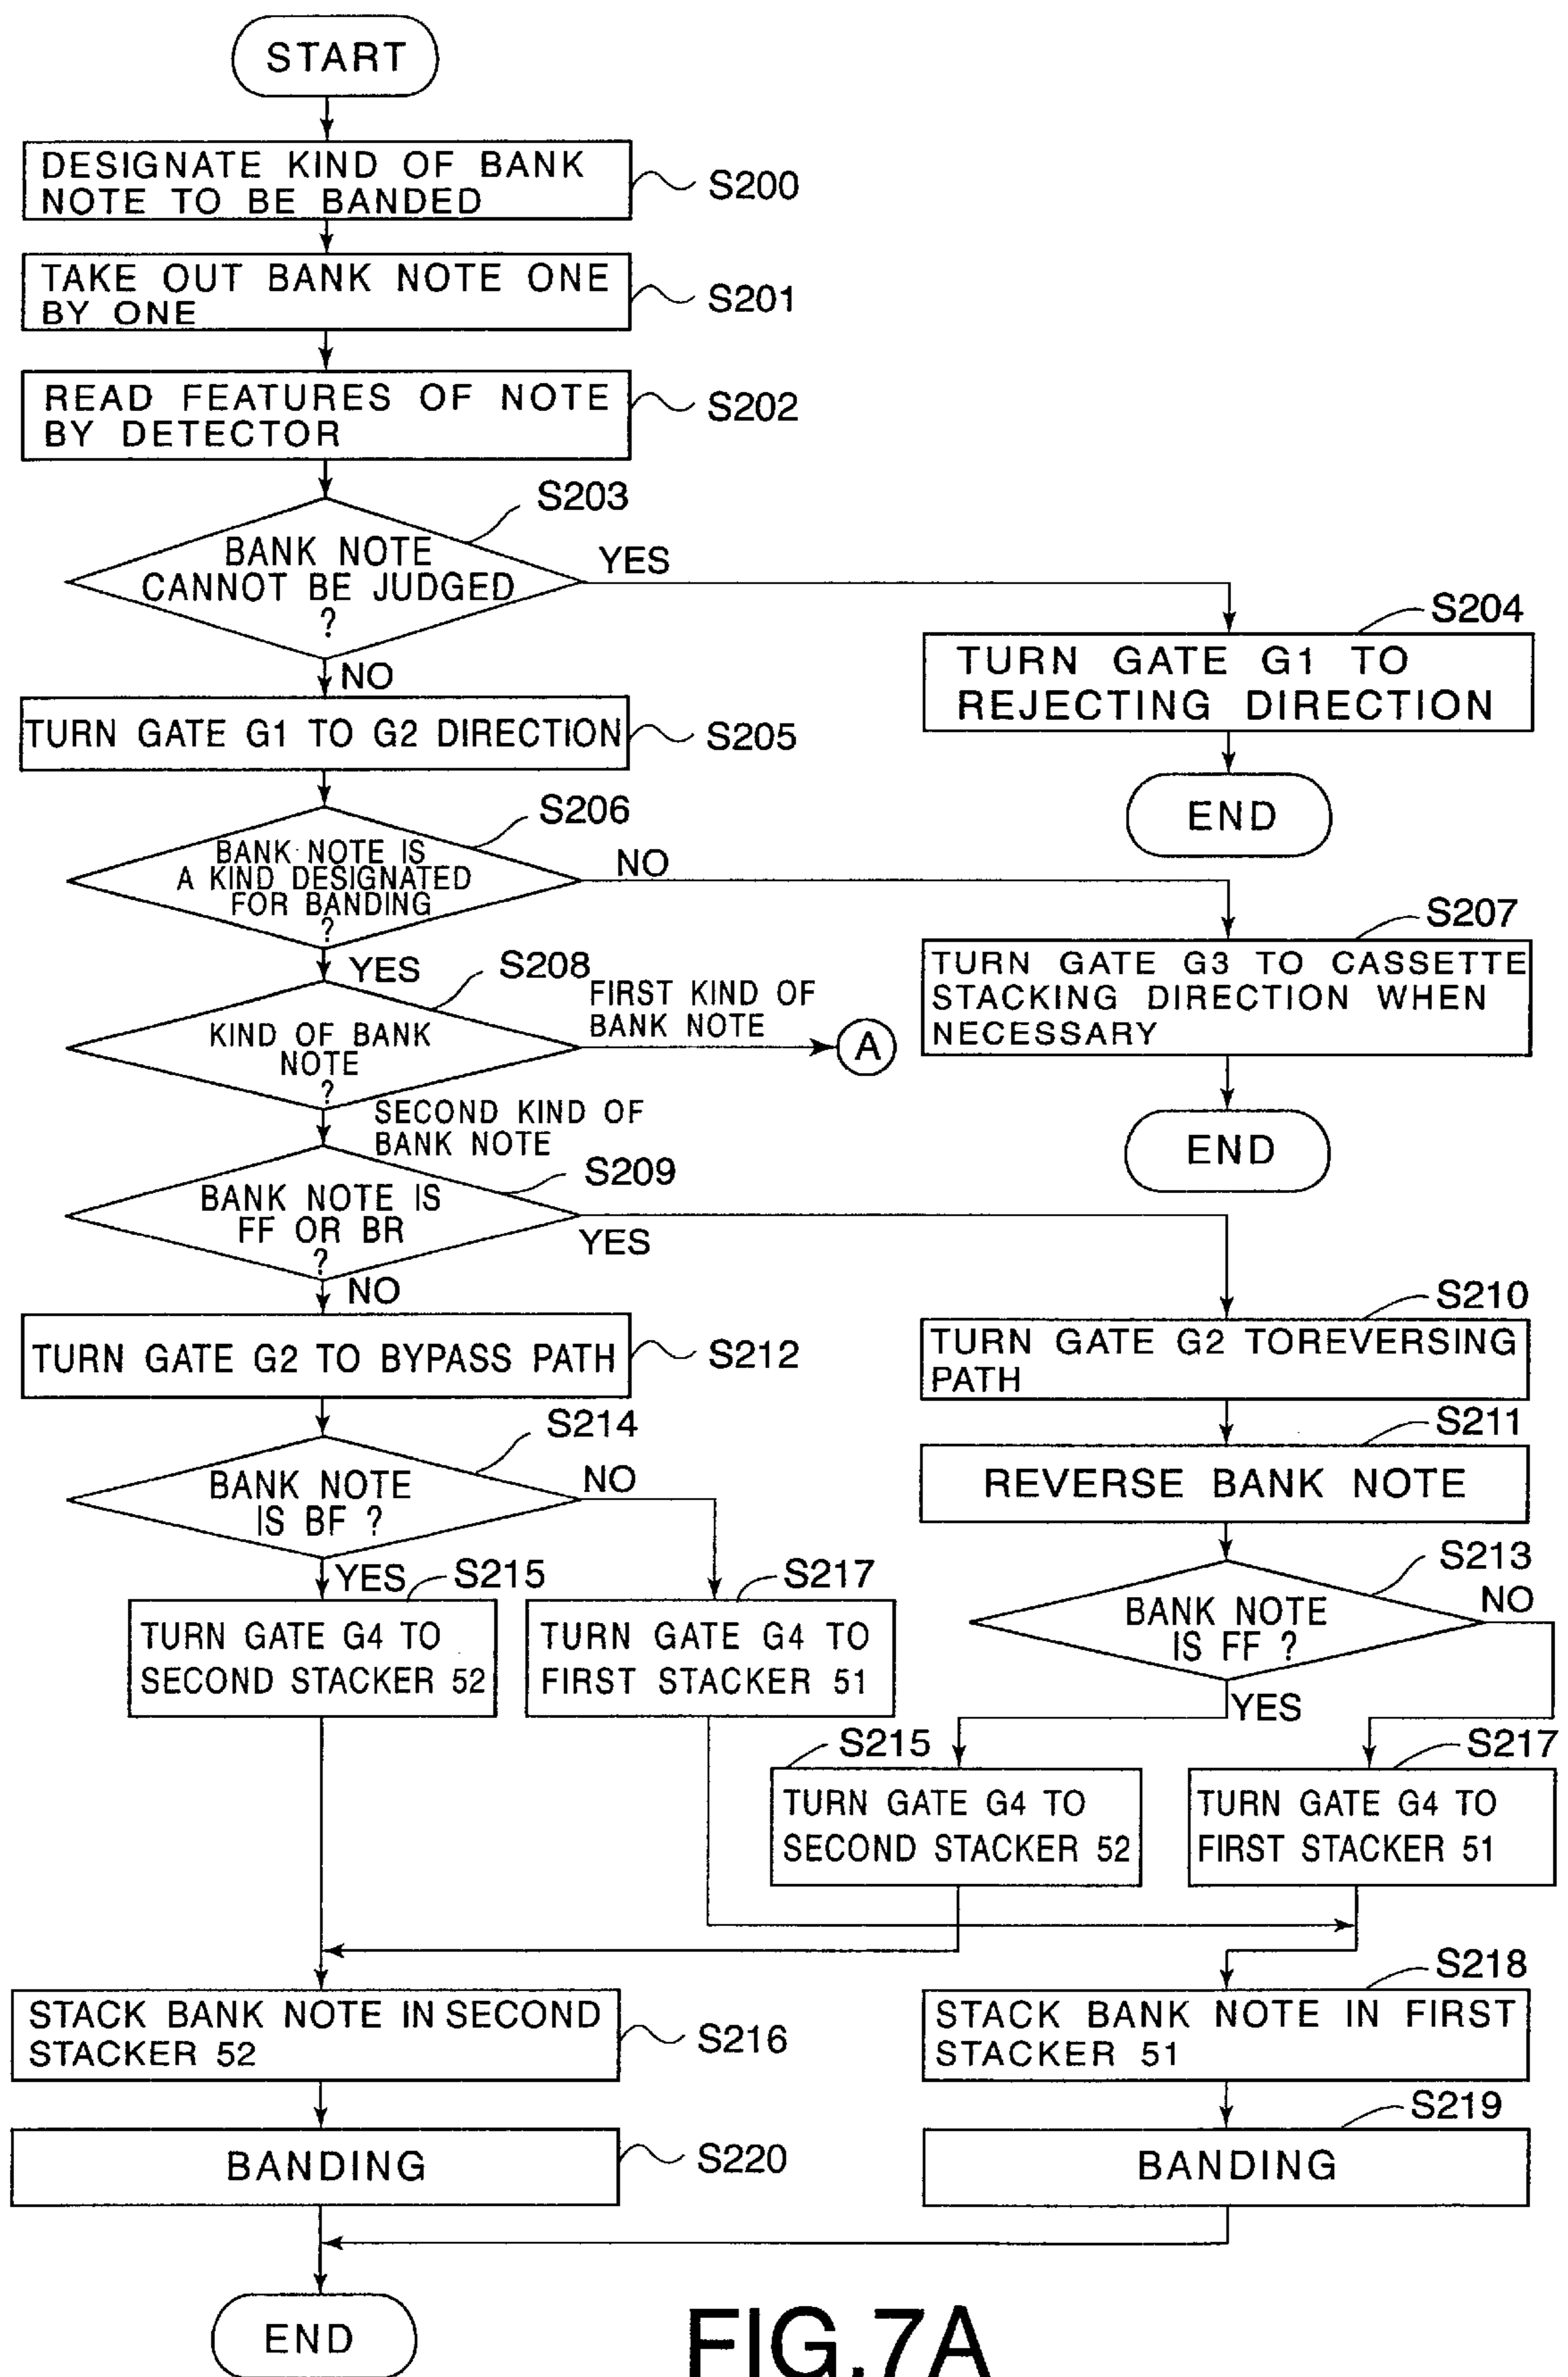 START
DESIGNATE KIND OF BANK
NOTE TO BE BANDED
S200
TAKE OUT BANK NOTE ONE
BY ONE
S201
READ FEATURES OF NOTE
BY DETECTOR
S202
S203
BANK NOTE
CANNOT BE JUDGED
?
YES
NO
S204
TURN GATE G1 TO
REJECTING DIRECTION
END
TURN GATE G1 TO G2 DIRECTION
S205
S206
BANK NOTE IS
A KIND DESIGNATED
FOR BANDING
?
NO
YES
S207
TURN GATE G3 TO CASSETTE
STACKING DIRECTION WHEN
NECESSARY
END
S208
KIND OF BANK
NOTE
?
FIRST KIND OF
BANK NOTE
A
SECOND KIND OF
BANK NOTE
S209
BANK NOTE IS
FF OR BR
?
YES
NO
S210
TURN GATE G2 TOREVERSING
PATH
TURN GATE G2 TO BYPASS PATH
S212
S211
REVERSE BANK NOTE
S214
BANK NOTE
IS BF ?
NO
YES
S213
BANK NOTE
IS FF ?
NO
YES
S215
TURN GATE G4 TO
SECOND STACKER 52
S217
TURN GATE G4 TO
FIRST STACKER 51
S215
TURN GATE G4 TO
SECOND STACKER 52
S217
TURN GATE G4 TO
FIRST STACKER 51
STACK BANK NOTE IN SECOND
STACKER 52
S216
S218
STACK BANK NOTE IN FIRST
STACKER 51
BANDING
S220
S219
BANDING
END
FIG.7A